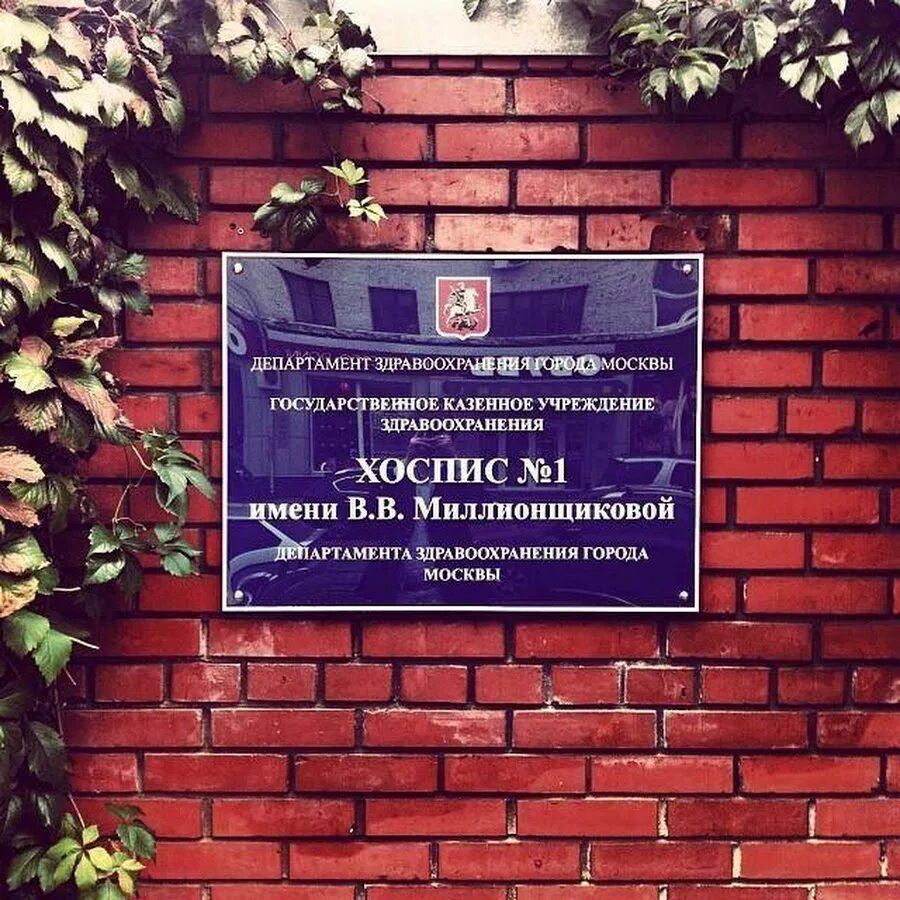 ДЕПАРТАМЕНТ ЗДРАВООХРАНЕНИЯ ГОРОДА МОСКВЫ
ГОСУДАРСТВЕННОЕ КАЗЕННОЕ УЧРЕЖДЕНИЕ
ЗДРАВООХРАНЕНИЯ
ХОСПИС №1
имени В.В. Миллионщиковой
ДЕПАРТАМЕНТА ЗДРАВООХРАНЕНИЯ ГОРОДА
МОСКВЫ